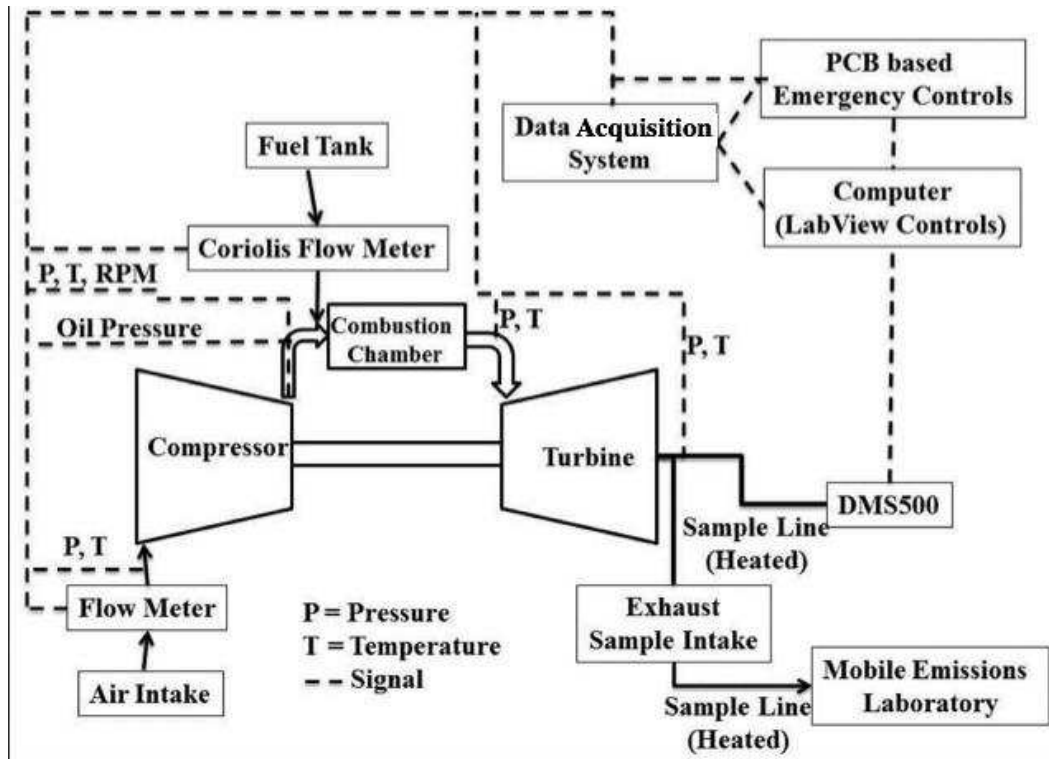 PCB based
Emergency Controls
Data Acquisition
System
Fuel Tank
Computer
(LabView Controls)
Coriolis Flow Meter
P, T, RPM
Oil Pressure
Combustion
Chamber
P, T
P, T
Compressor
Turbine
DMS500
Sample Line
(Heated)
P, T
Flow Meter
P = Pressure
T = Temperature
Signal
Exhaust
Sample Intake
Air Intake
Mobile Emissions
Laboratory
Sample Line
(Heated)